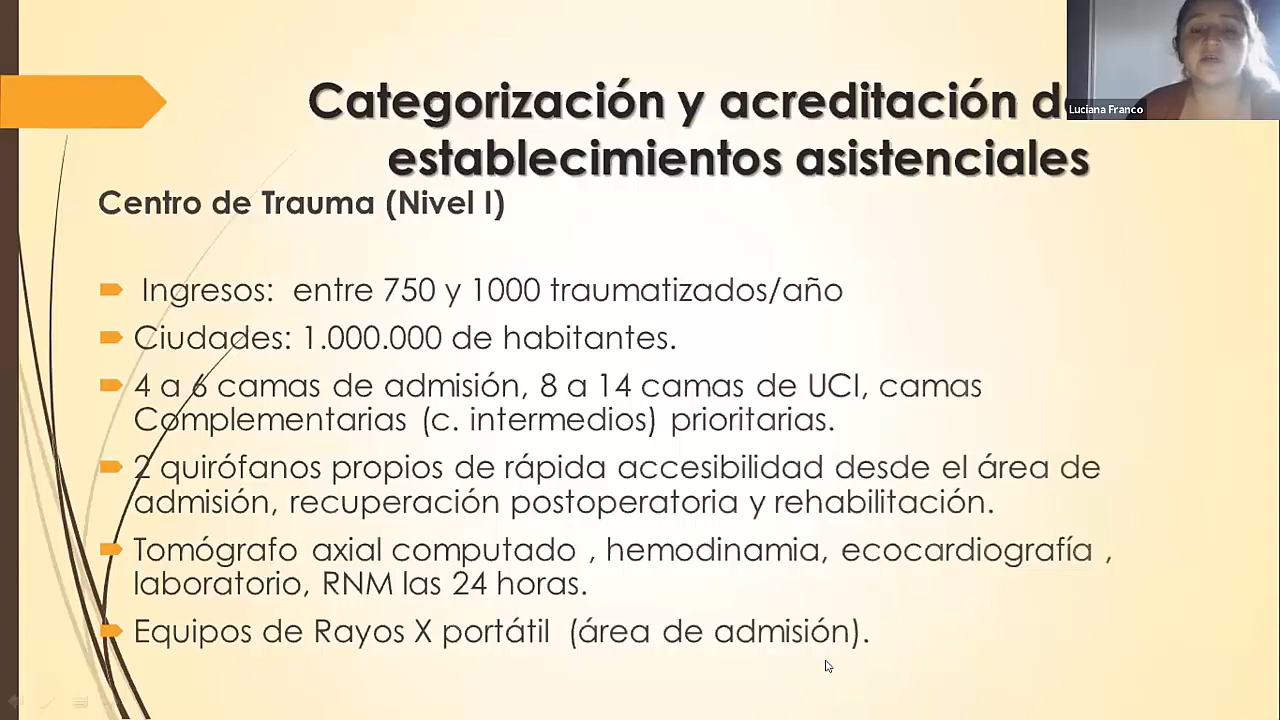 Categorización y acreditación d
establecimientos asistenciales
Luciana Franco
Centro de Trauma (Nivel I)
Ingresos: entre 750 y 1000 traumatizados/año
Ciudades: 1.000.000 de habitantes.
4 a 6 camas de admisión, 8 a 14 camas de UCI, camas
Complementarias (c. intermedios) prioritarias.
2 quirófanos propios de rápida accesibilidad desde el área de
admisión, recuperación postoperatoria y rehabilitación.
Tomógrafo axial computado , hemodinamia, ecocardiografía ,
laboratorio, RNM las 24 horas.
Equipos de Rayos X portátil (área de admisión).